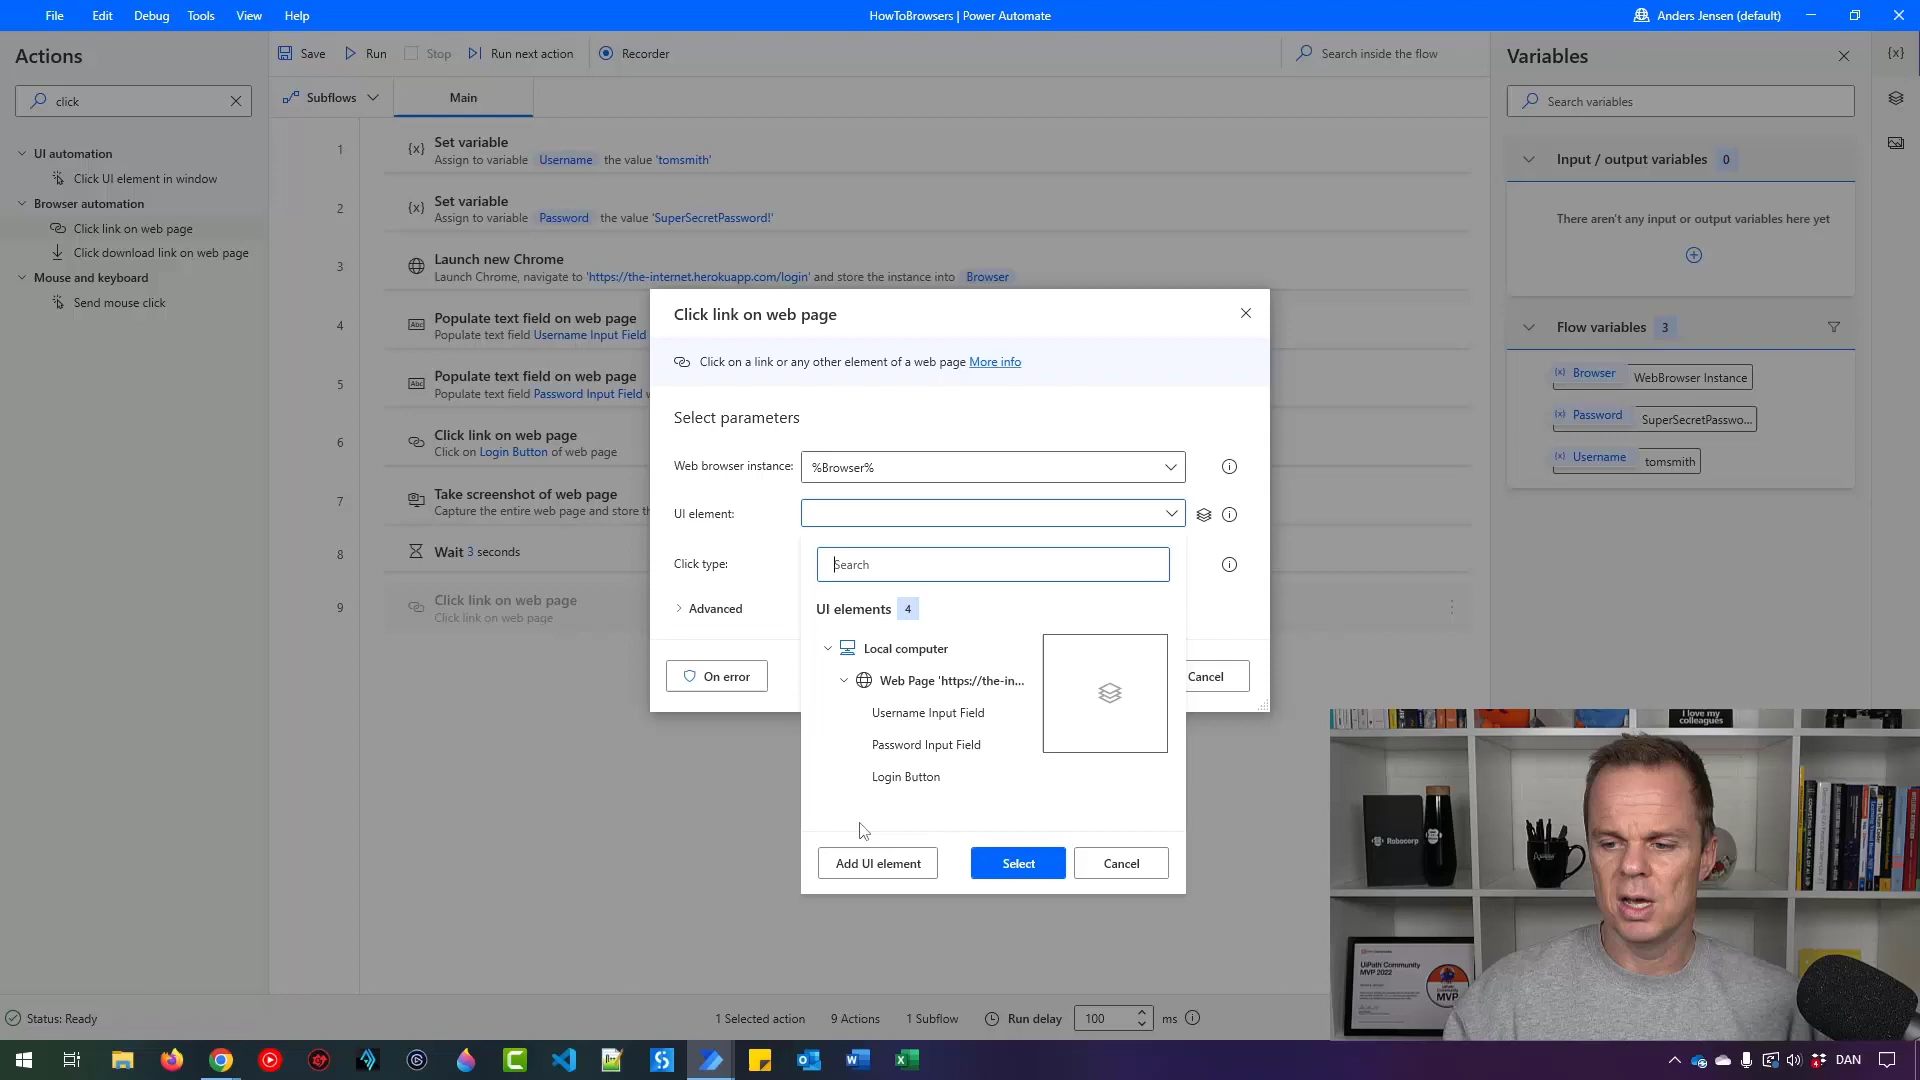 File Edit Debug Tools View Help
HowToBrowsers | Power Automate
Anders Jensen (default)
Actions
click
UI automation
Click UI element in window
Browser automation
Click link on web page
Click download link on web page
Mouse and keyboard
Send mouse click
Save Run Stop Run next action Recorder
Search inside the flow
Subflows Main
1 {x} Set variable
Assign to variable Username the value 'tomsmith'
2 {x} Set variable
Assign to variable Password the value 'SuperSecretPassword!'
3 Launch new Chrome
Launch Chrome, navigate to 'https://the-internet.herokuapp.com/login' and store the instance into Browser
4 Abc Populate text field on web page
Populate text field Username Input Field
5 Abc Populate text field on web page
Populate text field Password Input Field w
6 Click link on web page
Click on Login Button of web page
7 Take screenshot of web page
Capture the entire web page and store th
8 Wait 3 seconds
9 Click link on web page
Click link on web page
Click link on web page
Click on a link or any other element of a web page More info
Select parameters
Web browser instance: %Browser%
UI element:
Click type:
Advanced
On error
Cancel
Search
UI elements 4
Local computer
Web Page 'https://the-in...
Username Input Field
Password Input Field
Login Button
Add UI element Select Cancel
Variables
{x}
Search variables
Input / output variables 0
There aren't any input or output variables here yet
Flow variables 3
(x) Browser WebBrowser Instance
(x) Password SuperSecretPasswo...
(x) Username tomsmith
I love my
colleagues
Robocorp
UiPath Community
MVP 2022
MVP
Status: Ready
1 Selected action 9 Actions 1 Subflow Run delay 100 ms
DAN